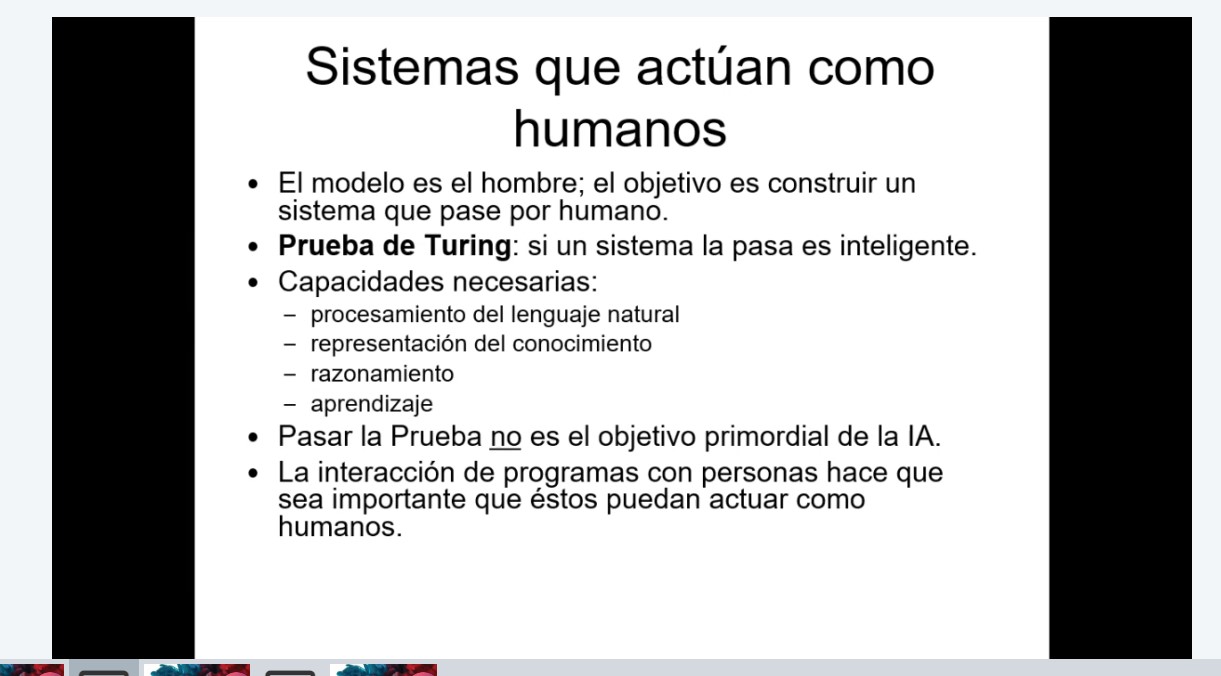 Sistemas que actúan como
humanos
• El modelo es el hombre; el objetivo es construir un
sistema que pase por humano.
• Prueba de Turing: si un sistema la pasa es inteligente.
• Capacidades necesarias:
– procesamiento del lenguaje natural
– representación del conocimiento
– razonamiento
– aprendizaje
• Pasar la Prueba no es el objetivo primordial de la IA.
• La interacción de programas con personas hace que
sea importante que éstos puedan actuar como
humanos.